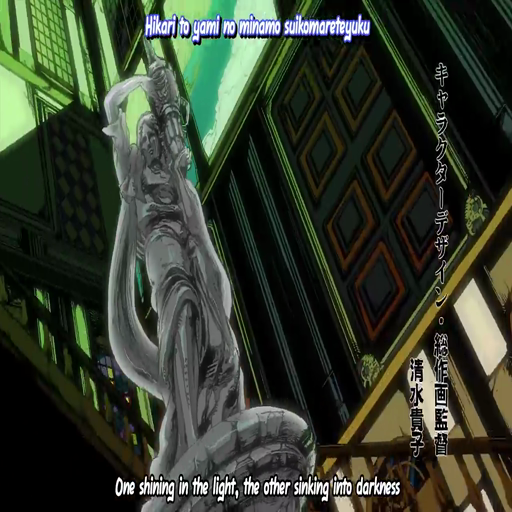 Hikari to yami no minamo suikomareteyuku
キャラクターデザイン・総作画監督
清水貴子
One shining in the light, the other sinking into darkness